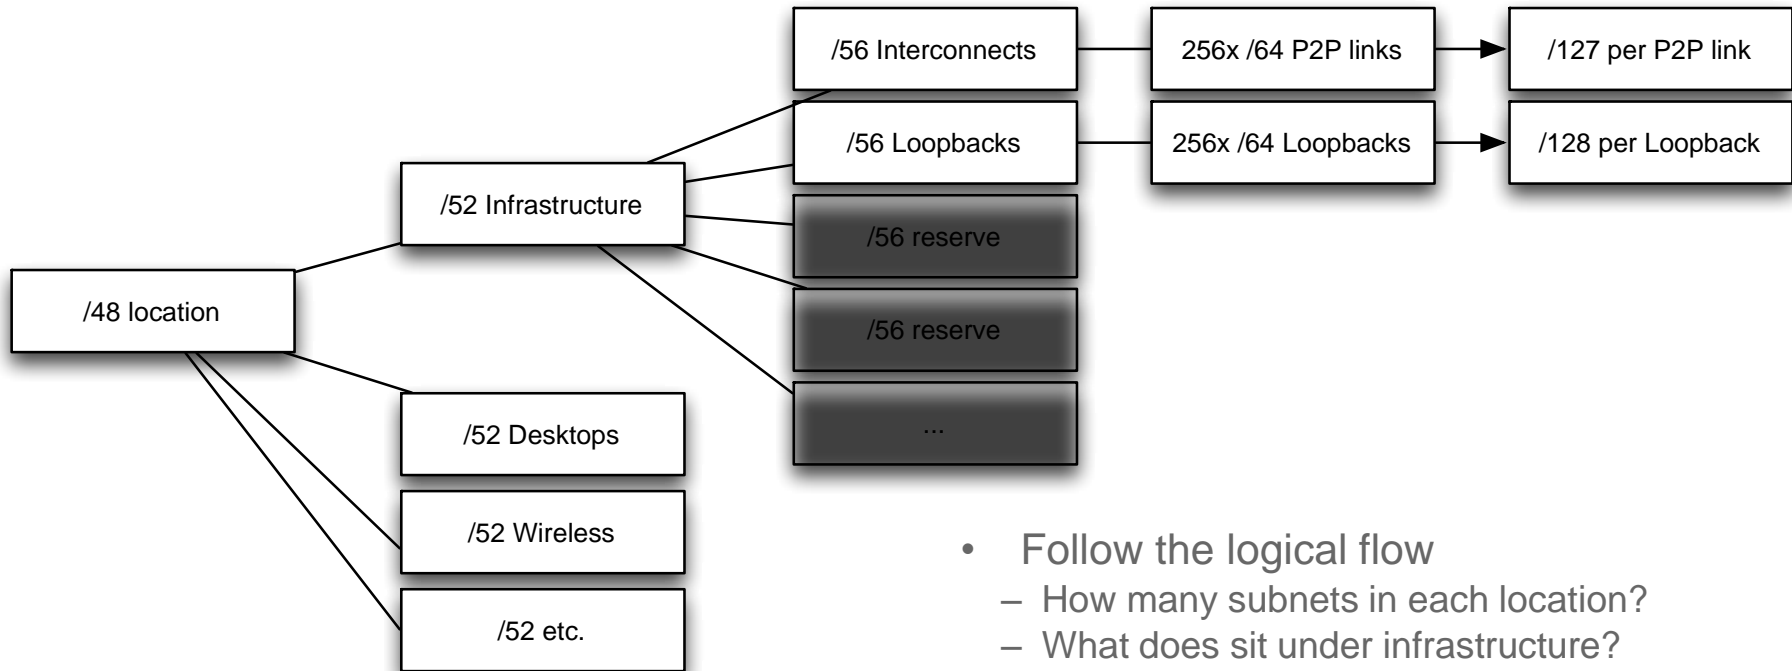 /56 Interconnects
256x /64 P2P links
/127 per P2P link
/56 Loopbacks
256x /64 Loopbacks
/128 per Loopback
/52 Infrastructure
/56 reserve
/48 location
/56 reserve
/52 Desktops
...
/52 Wireless
/52 etc.
• Follow the logical flow
– How many subnets in each location?
– What does sit under infrastructure?